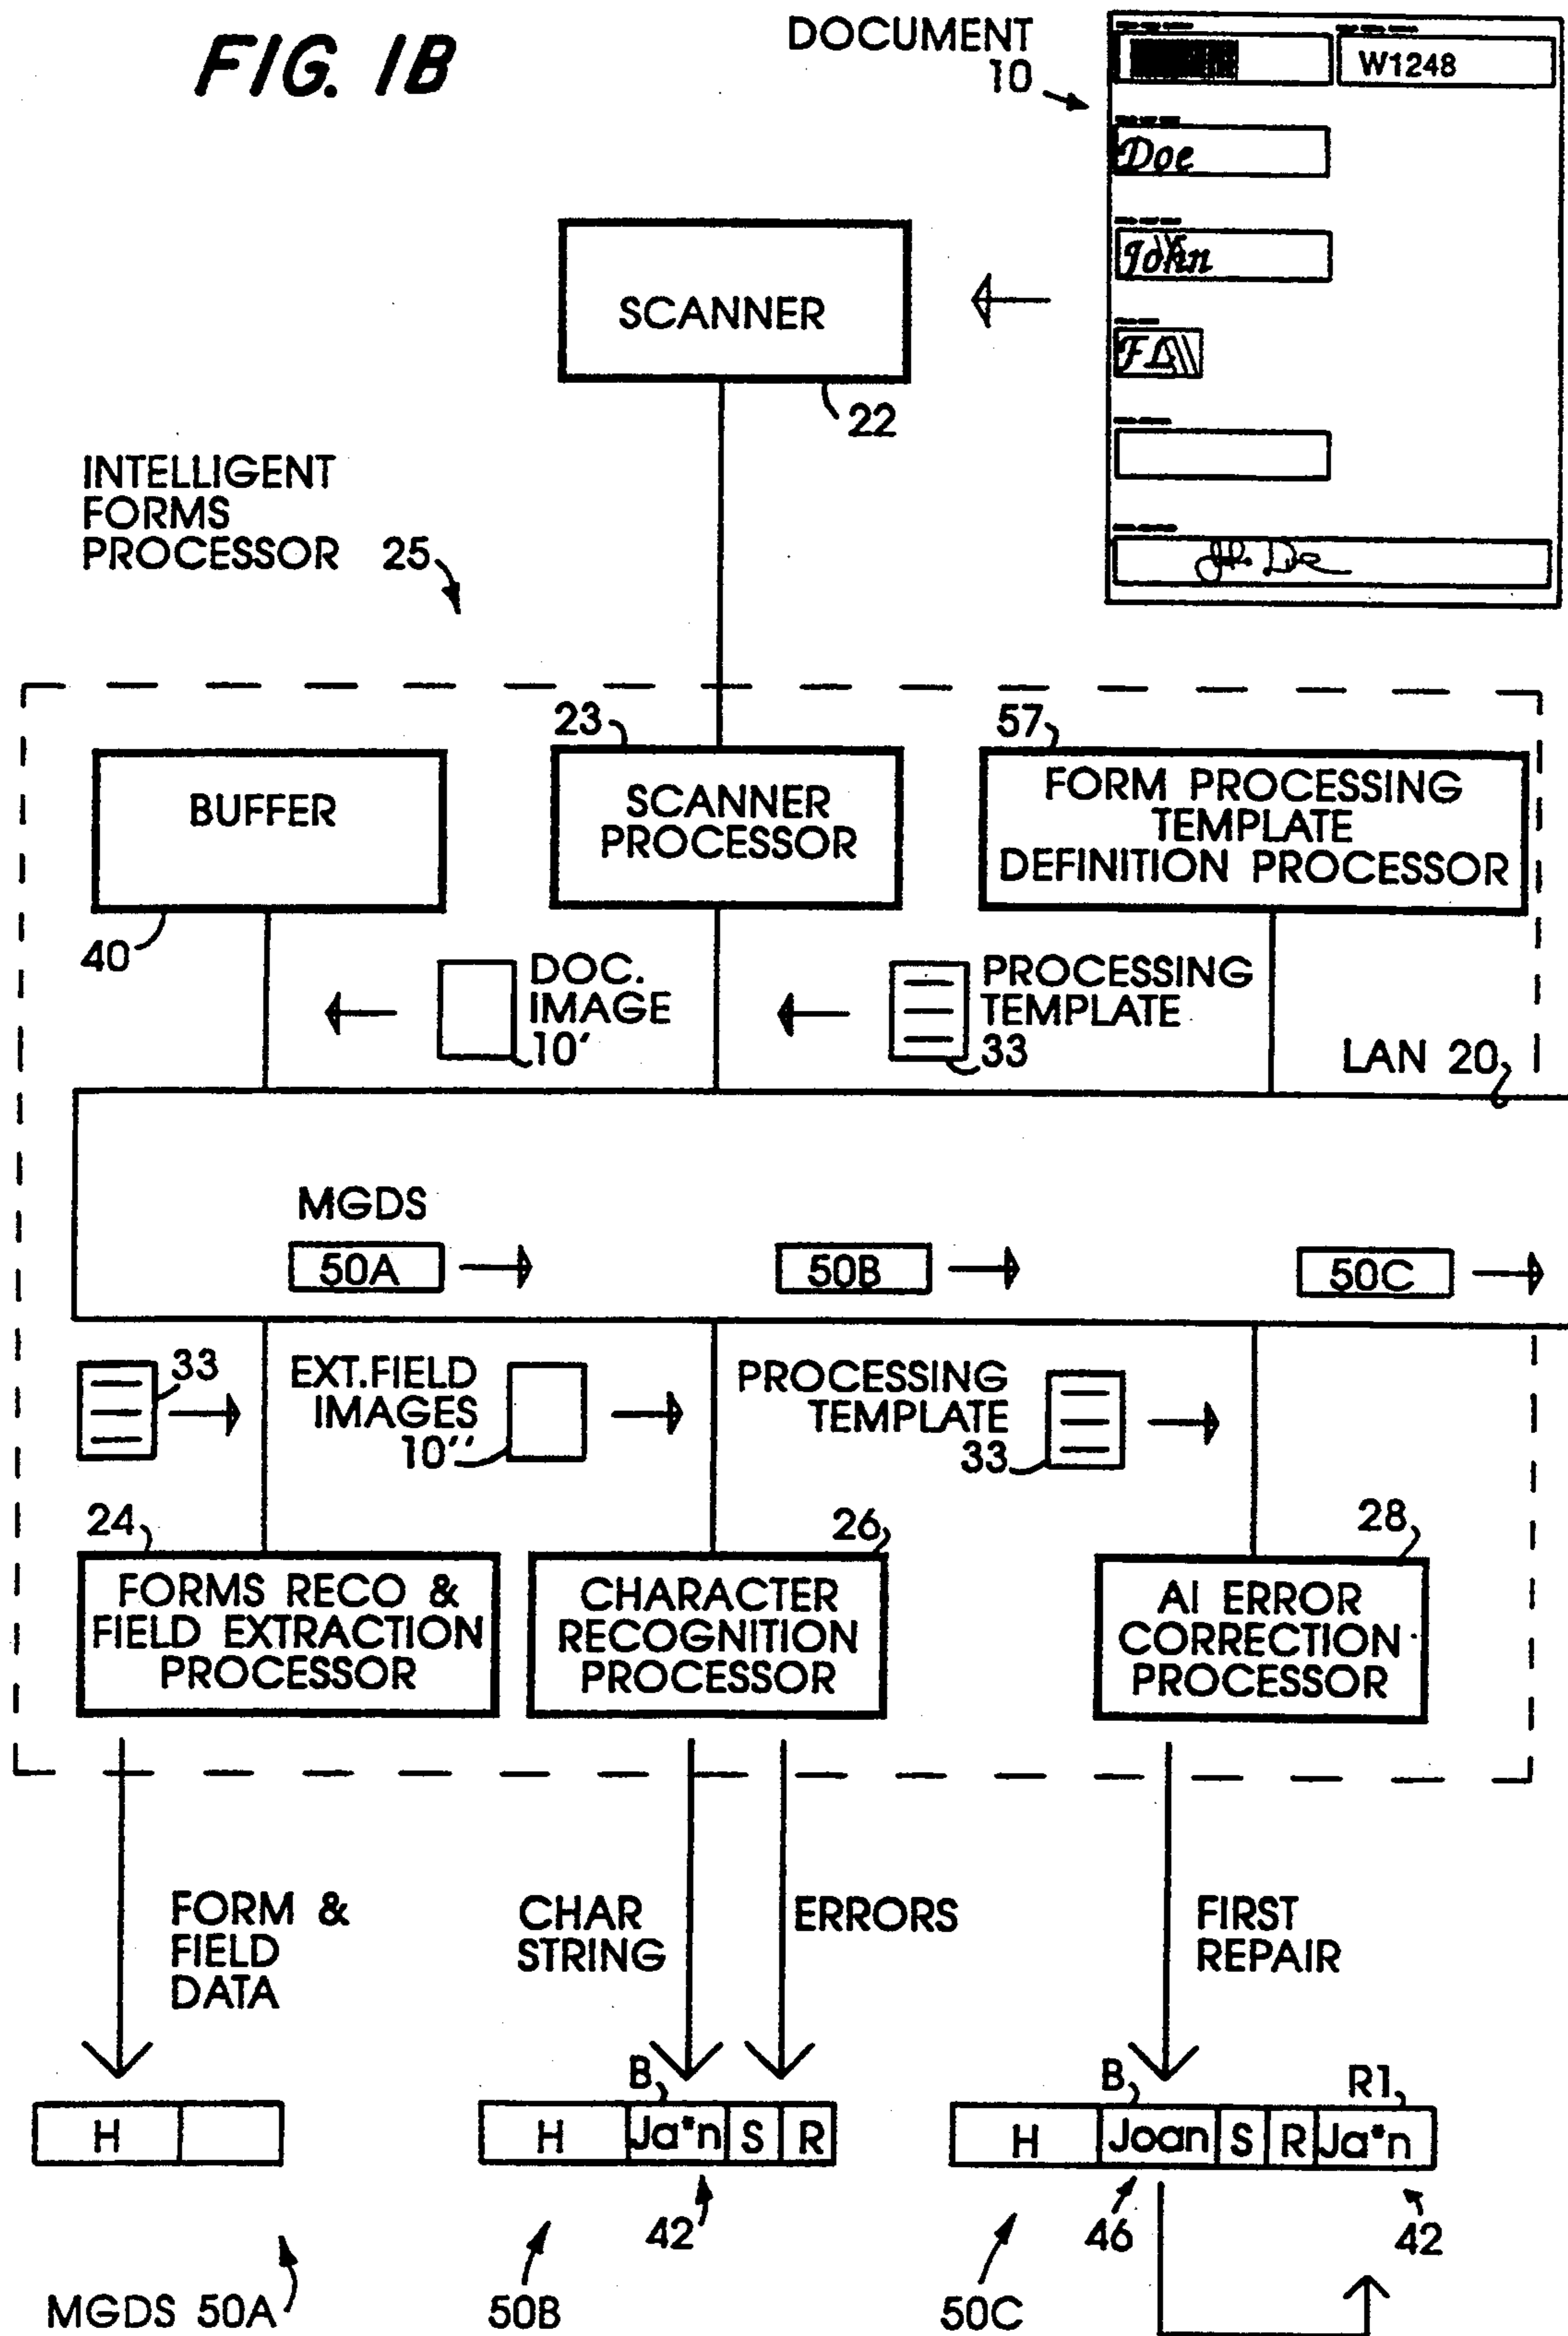 FIG. 1B
DOCUMENT
10
W1248
Doe
John
FL
John Doe
SCANNER
22
INTELLIGENT
FORMS
PROCESSOR 25
23
57
BUFFER
SCANNER
PROCESSOR
FORM PROCESSING
TEMPLATE
DEFINITION PROCESSOR
40
DOC.
IMAGE
10'
PROCESSING
TEMPLATE
33
LAN 20
MGDS
50A
50B
50C
33
EXT.FIELD
IMAGES
10''
PROCESSING
TEMPLATE
33
24
26
28
FORMS RECO &
FIELD EXTRACTION
PROCESSOR
CHARACTER
RECOGNITION
PROCESSOR
AI ERROR
CORRECTION
PROCESSOR
FORM &
FIELD
DATA
CHAR
STRING
ERRORS
FIRST
REPAIR
B
B
R1
H
H Ja*n S R
H Joan S R Ja*n
42
46
42
MGDS 50A
50B
50C